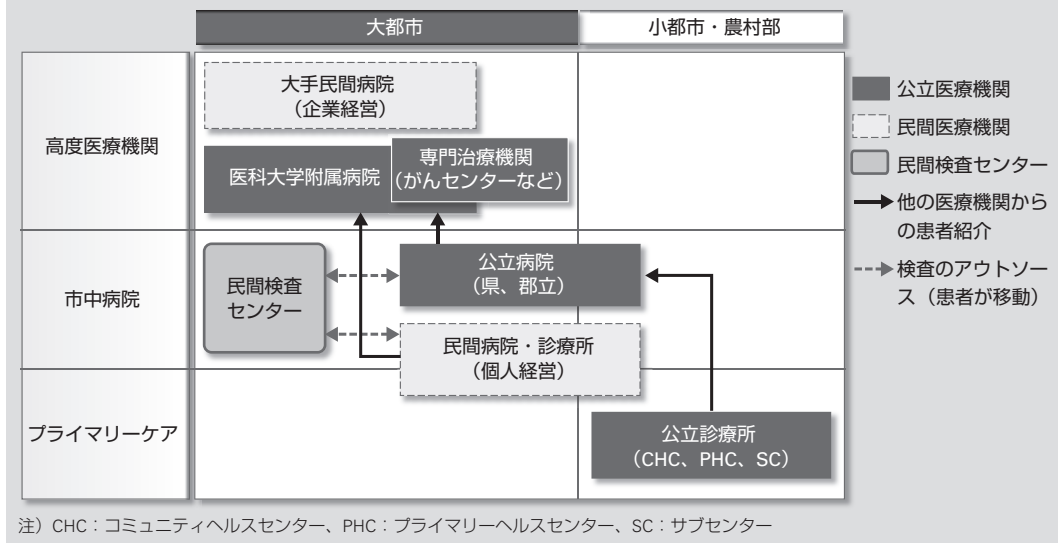 大都市
小都市・農村部
高度医療機関
大手民間病院
（企業経営）
医科大学附属病院
専門治療機関
（がんセンターなど）
市中病院
民間検査
センター
公立病院
（県、郡立）
民間病院・診療所
（個人経営）
プライマリーケア
公立診療所
（CHC、PHC、SC）
公立医療機関
民間医療機関
民間検査センター
他の医療機関から
の患者紹介
検査のアウトソー
ス（患者が移動）
注）CHC：コミュニティヘルスセンター、PHC：プライマリーヘルスセンター、SC：サブセンター